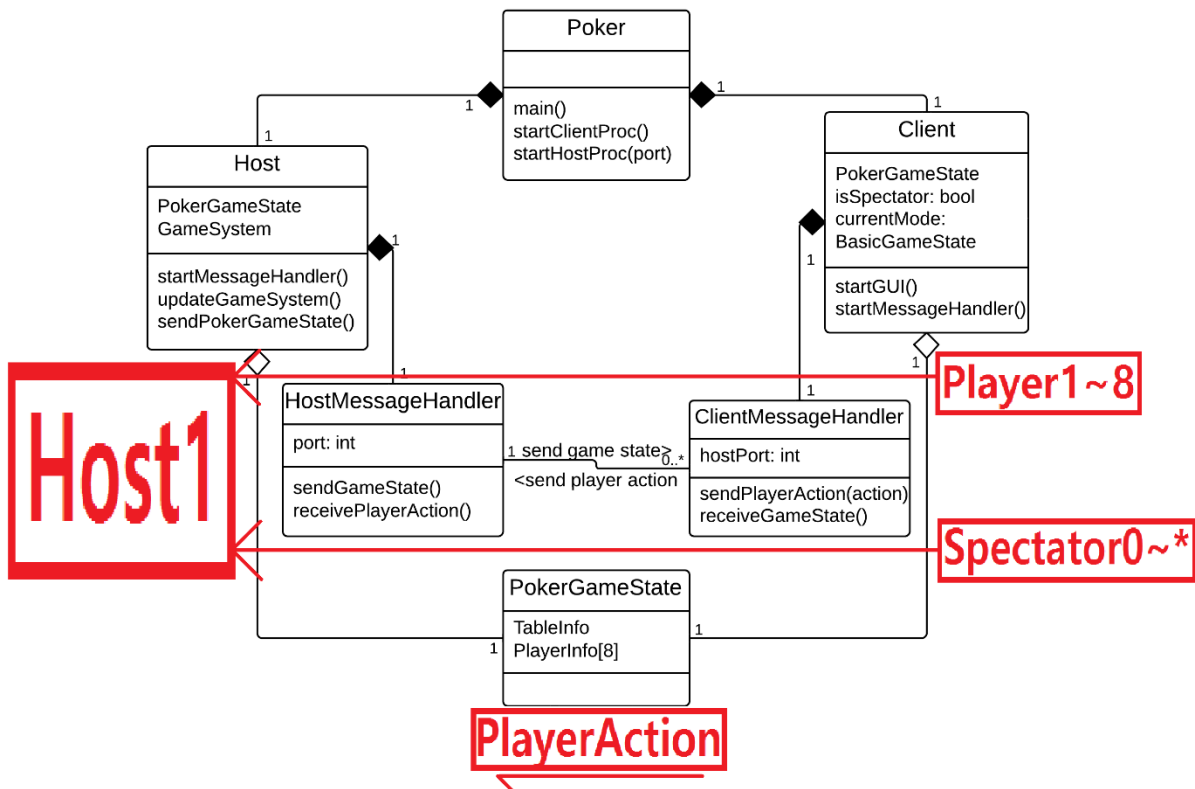 Poker
main()
startClientProc()
startHostProc(port)
1
1
1
1
Host
PokerGameState
GameSystem
startMessageHandler()
updateGameSystem()
sendPokerGameState()
Client
PokerGameState
isSpectator: bool
currentMode:
BasicGameState
startGUI()
startMessageHandler()
1
1
1
1
1
1
Host1
Player1~8
HostMessageHandler
port: int
sendGameState()
receivePlayerAction()
1 send game state> 0..*
<send player action
ClientMessageHandler
hostPort: int
sendPlayerAction(action)
receiveGameState()
Spectator0~*
PokerGameState
TableInfo
PlayerInfo[8]
1
1
PlayerAction